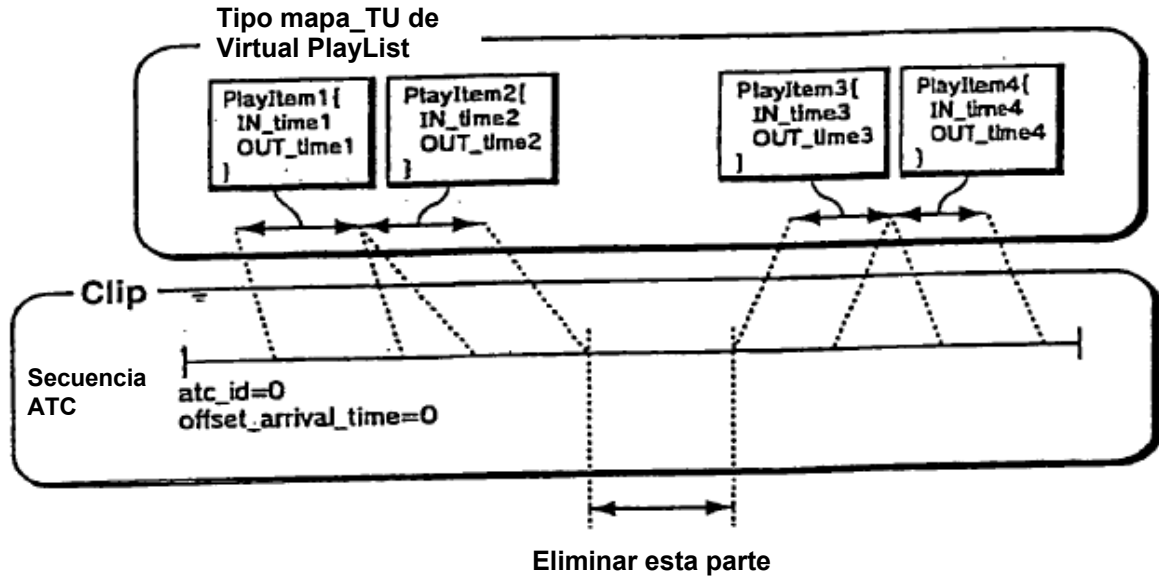 Tipo mapa_TU de
Virtual PlayList
PlayItem1{
IN_time1
OUT_time1
}
PlayItem2{
IN_time2
OUT_time2
}
PlayItem3{
IN_time3
OUT_time3
}
PlayItem4{
IN_time4
OUT_time4
}
Clip
Secuencia
ATC
atc_id=0
offset_arrival_time=0
Eliminar esta parte